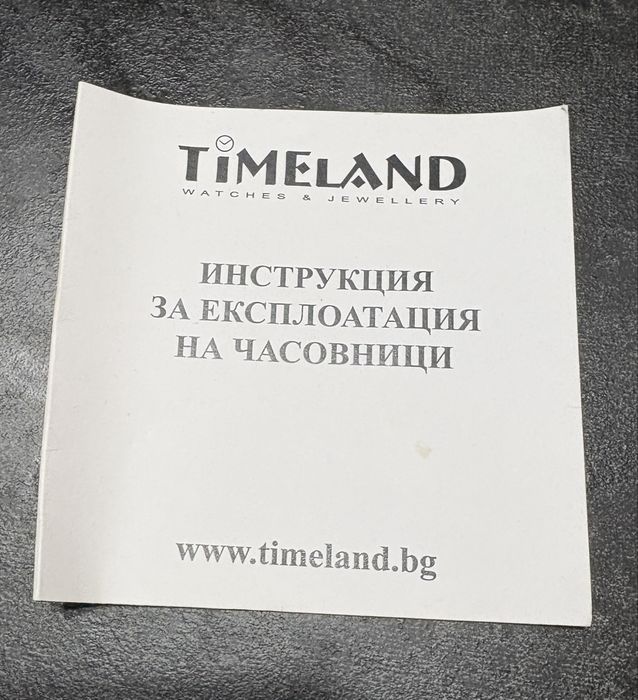 TiMELAND
WATCHES & JEWELLERY
ИНСТРУКЦИЯ
ЗА ЕКСПЛОАТАЦИЯ
НА ЧАСОВНИЦИ
www.timeland.bg